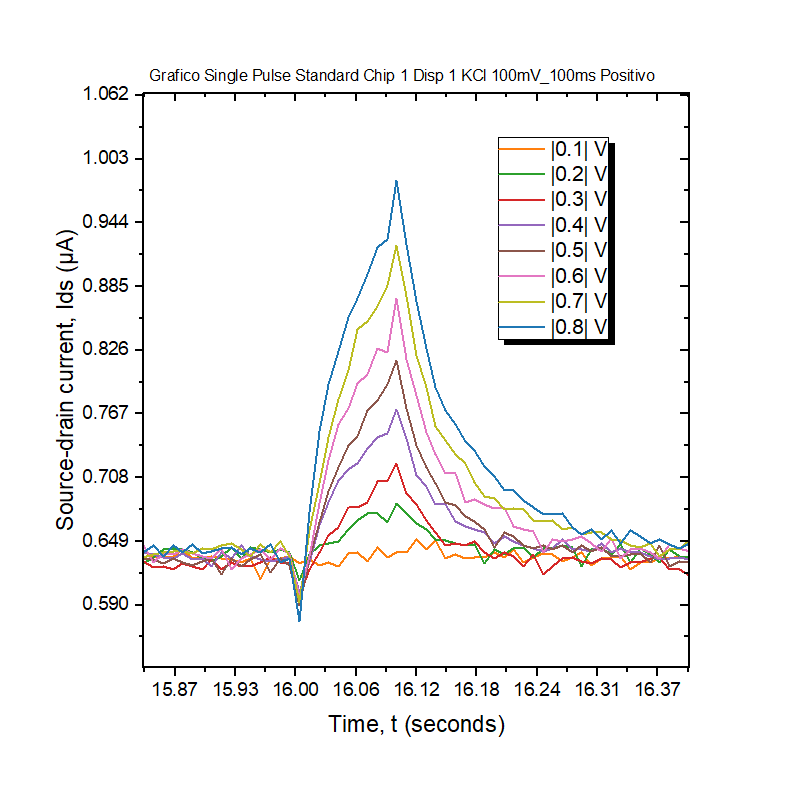 Grafico Single Pulse Standard Chip 1 Disp 1 KCl 100mV_100ms Positivo
1.062
1.003
0.944
0.885
0.826
0.767
0.708
0.649
0.590
Source-drain current, Ids (μA)
|0.1| V
|0.2| V
|0.3| V
|0.4| V
|0.5| V
|0.6| V
|0.7| V
|0.8| V
15.87 15.93 16.00 16.06 16.12 16.18 16.24 16.31 16.37
Time, t (seconds)